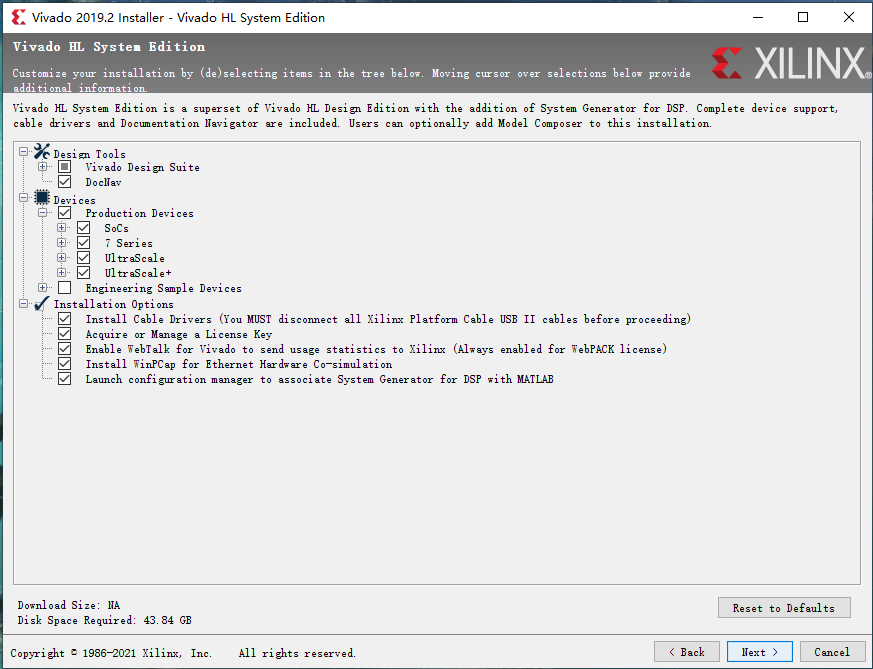 Vivado 2019.2 Installer - Vivado HL System Edition
Vivado HL System Edition
Customize your installation by (de)selecting items in the tree below. Moving cursor over selections below provide
additional information.
XILINX®
Vivado HL System Edition is a superset of Vivado HL Design Edition with the addition of System Generator for DSP. Complete device support,
cable drivers and Documentation Navigator are included. Users can optionally add Model Composer to this installation.
Design Tools
Vivado Design Suite
DocNav
Devices
Production Devices
SoCs
7 Series
UltraScale
UltraScale+
Engineering Sample Devices
Installation Options
Install Cable Drivers (You MUST disconnect all Xilinx Platform Cable USB II cables before proceeding)
Acquire or Manage a License Key
Enable WebTalk for Vivado to send usage statistics to Xilinx (Always enabled for WebPACK license)
Install WinPCap for Ethernet Hardware Co-simulation
Launch configuration manager to associate System Generator for DSP with MATLAB
Download Size: NA
Disk Space Required: 43.84 GB
Reset to Defaults
Copyright © 1986-2021 Xilinx, Inc. All rights reserved.
< Back
Next >
Cancel